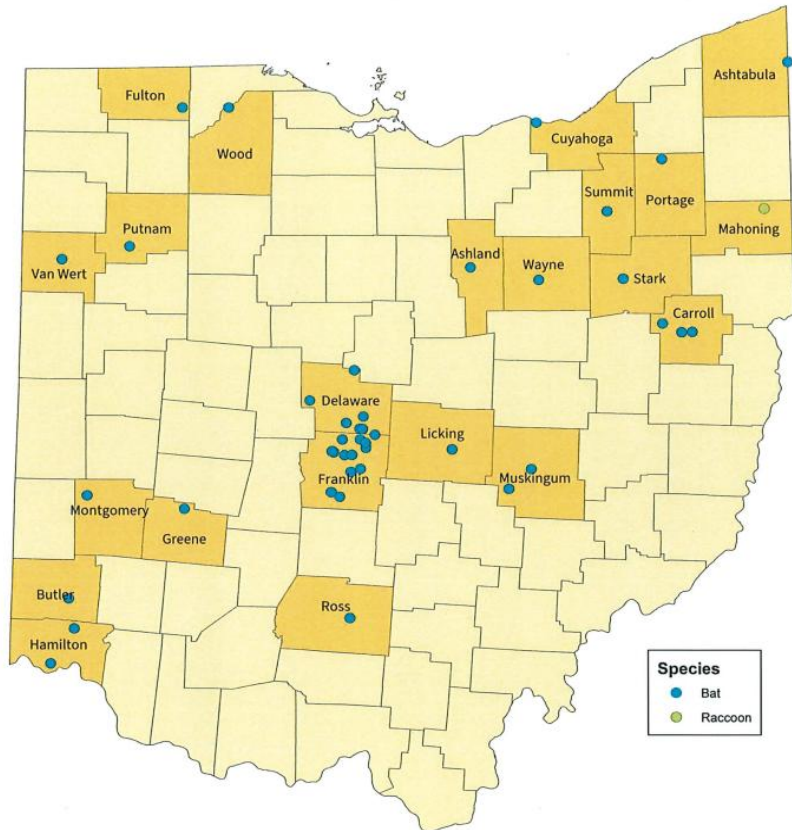 Ashtabula
Fulton
Wood
Cuyahoga
Summit
Portage
Putnam
Mahoning
Van Wert
Ashland
Wayne
Stark
Carroll
Delaware
Licking
Muskingum
Franklin
Montgomery
Greene
Butler
Ross
Hamilton
Species
Bat
Raccoon